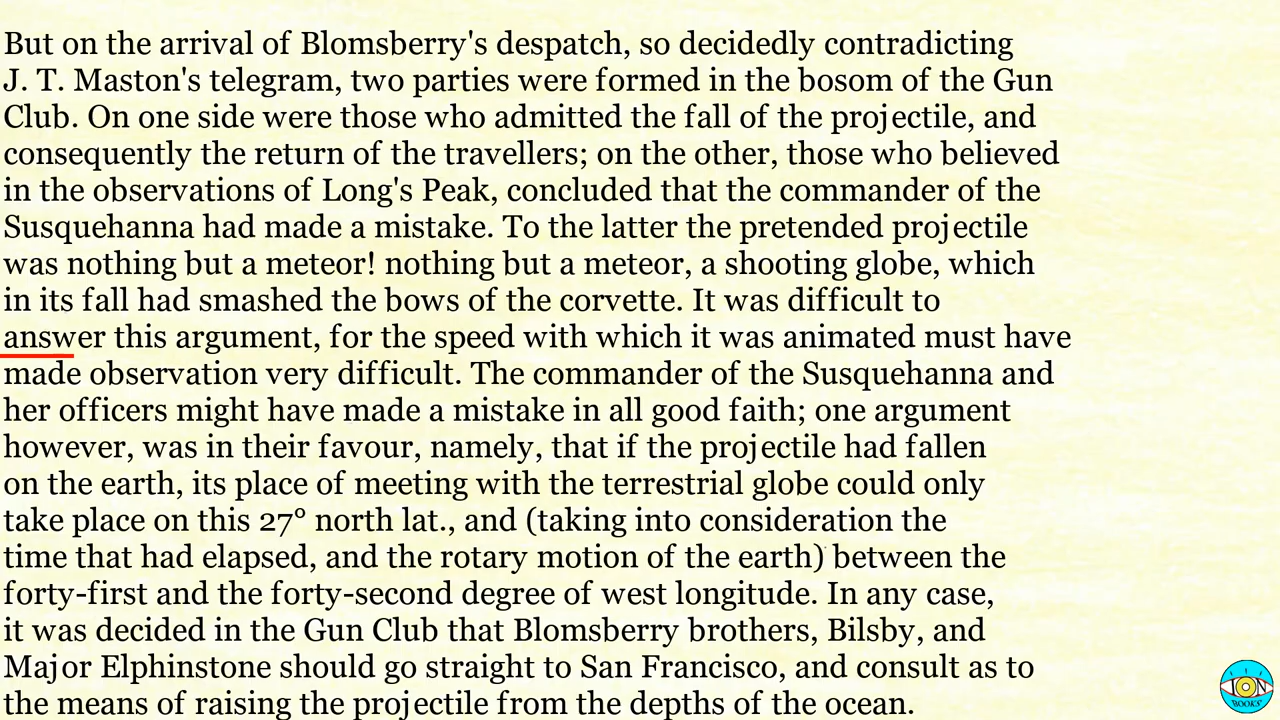 But on the arrival of Blomsberry's despatch, so decidedly contradicting
J. T. Maston's telegram, two parties were formed in the bosom of the Gun
Club. On one side were those who admitted the fall of the projectile, and
consequently the return of the travellers; on the other, those who believed
in the observations of Long's Peak, concluded that the commander of the
Susquehanna had made a mistake. To the latter the pretended projectile
was nothing but a meteor! nothing but a meteor, a shooting globe, which
in its fall had smashed the bows of the corvette. It was difficult to
answer this argument, for the speed with which it was animated must have
made observation very difficult. The commander of the Susquehanna and
her officers might have made a mistake in all good faith; one argument
however, was in their favour, namely, that if the projectile had fallen
on the earth, its place of meeting with the terrestrial globe could only
take place on this 27° north lat., and (taking into consideration the
time that had elapsed, and the rotary motion of the earth) between the
forty-first and the forty-second degree of west longitude. In any case,
it was decided in the Gun Club that Blomsberry brothers, Bilsby, and
Major Elphinstone should go straight to San Francisco, and consult as to
the means of raising the projectile from the depths of the ocean.
ION
BOOKS